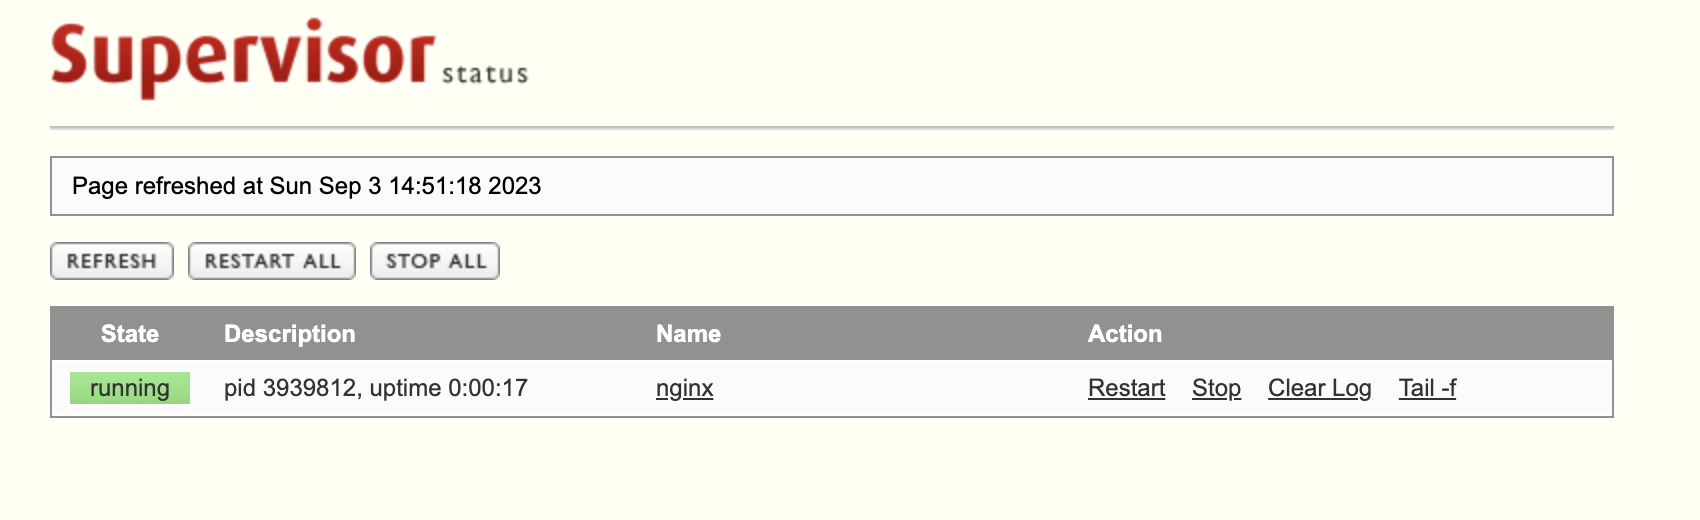 Supervisor status
Page refreshed at Sun Sep 3 14:51:18 2023
REFRESH RESTART ALL STOP ALL
State Description Name Action
running pid 3939812, uptime 0:00:17 nginx Restart Stop Clear Log Tail -f